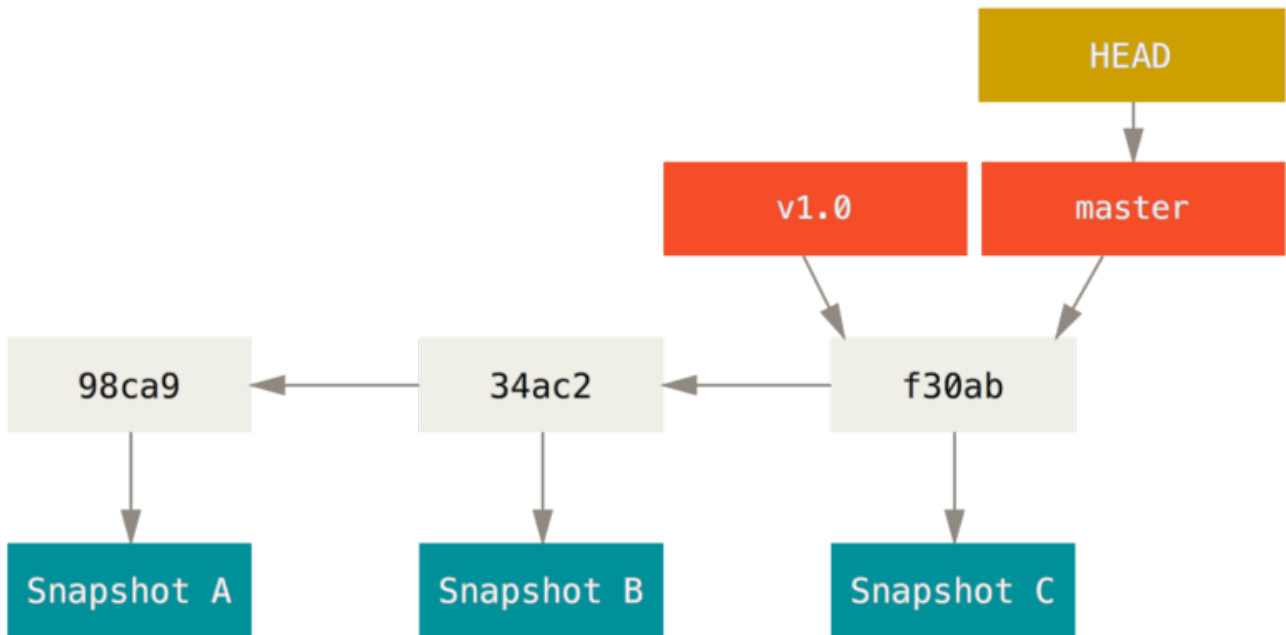 HEAD
v1.0
master
98ca9
34ac2
f30ab
Snapshot A
Snapshot B
Snapshot C